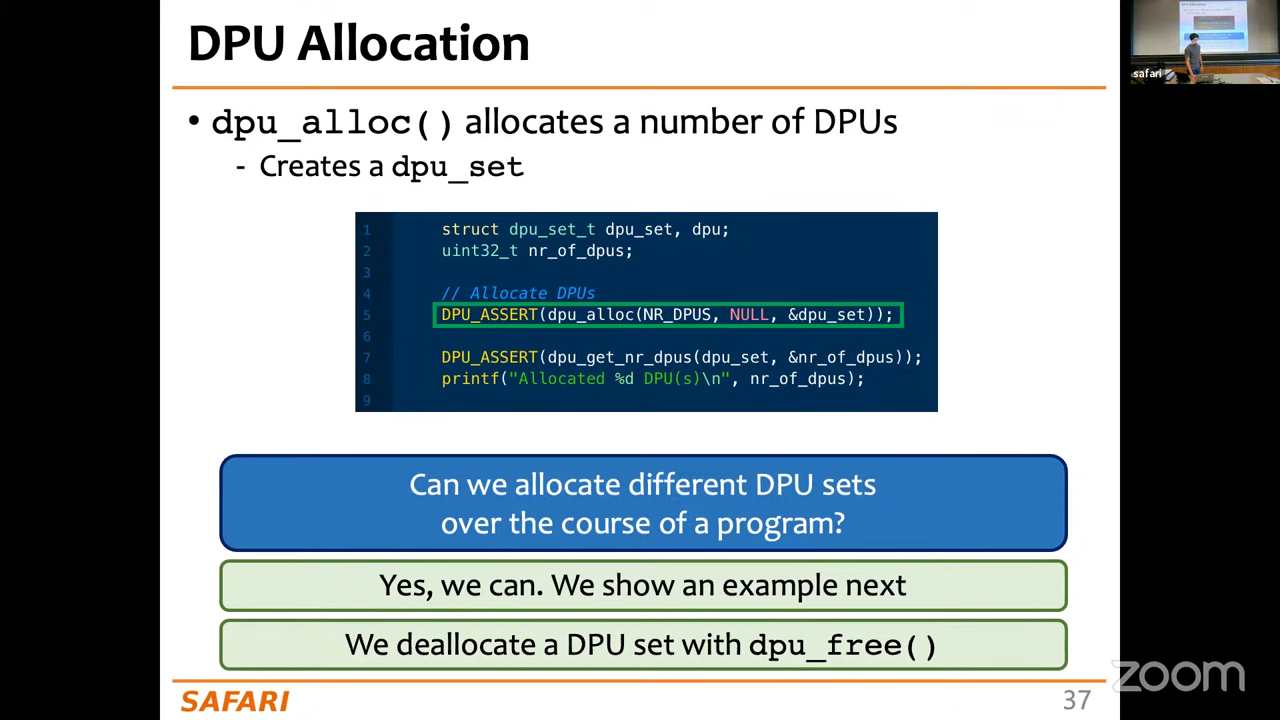 DPU Allocation
• dpu_alloc() allocates a number of DPUs
- Creates a dpu_set
1 struct dpu_set_t dpu_set, dpu;
2 uint32_t nr_of_dpus;
3
4 // Allocate DPUs
5 DPU_ASSERT(dpu_alloc(NR_DPUS, NULL, &dpu_set));
6
7 DPU_ASSERT(dpu_get_nr_dpus(dpu_set, &nr_of_dpus));
8 printf("Allocated %d DPU(s)\n", nr_of_dpus);
9
Can we allocate different DPU sets
over the course of a program?
Yes, we can. We show an example next
We deallocate a DPU set with dpu_free()
SAFARI
37
safari
zoom